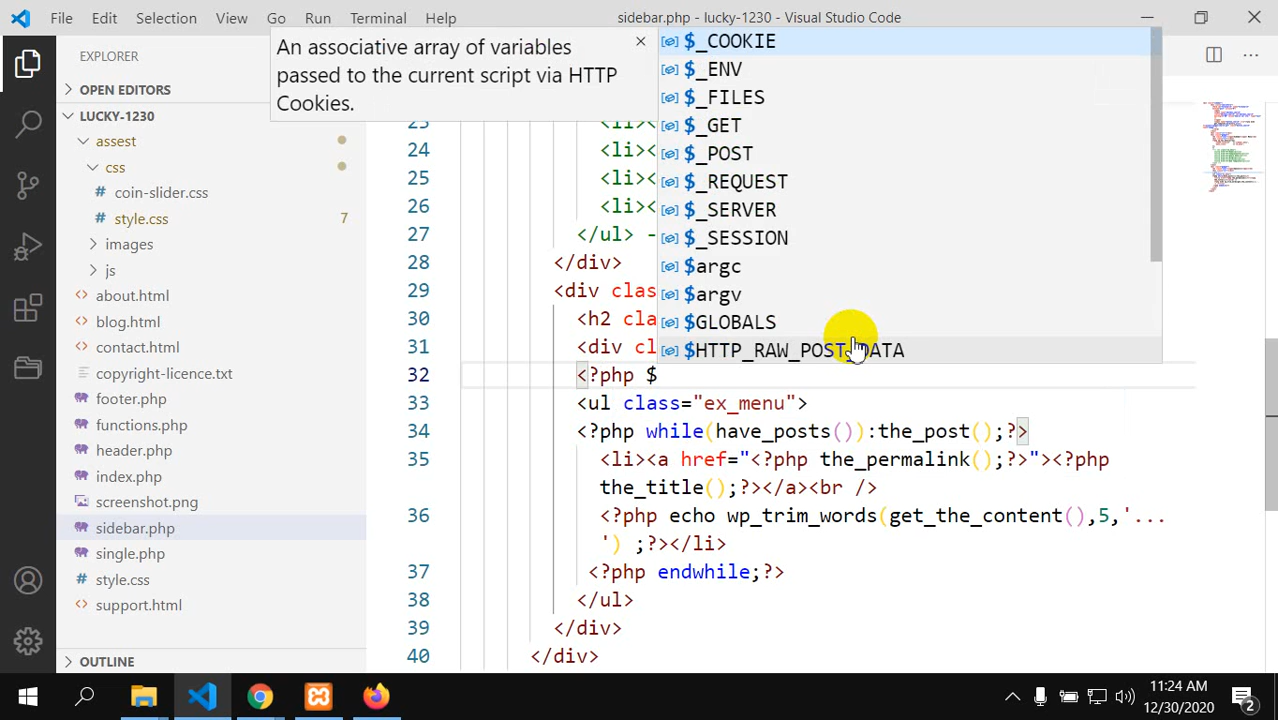 File Edit Selection View Go Run Terminal Help
sidebar.php - lucky-1230 - Visual Studio Code
EXPLORER
OPEN EDITORS
LUCKY-1230
assest
css
coin-slider.css
style.css 7
images
js
about.html
blog.html
contact.html
copyright-licence.txt
footer.php
functions.php
header.php
index.php
screenshot.png
sidebar.php
single.php
style.css
support.html
OUTLINE
An associative array of variables
passed to the current script via HTTP
Cookies.
$_COOKIE
$_ENV
$_FILES
$_GET
$_POST
$_REQUEST
$_SERVER
$_SESSION
$argc
$argv
$GLOBALS
$HTTP_RAW_POST_DATA
23 <li><
24 <li><
25 <li><
26 <li><
27 </ul> -
28 </div>
29 <div clas
30 <h2 cla
31 <div cl
32 <?php $
33 <ul class="ex_menu">
34 <?php while(have_posts()):the_post();?>
35 <li><a href="<?php the_permalink();?>"><?php
the_title();?></a><br />
36 <?php echo wp_trim_words(get_the_content(),5,'...
') ;?></li>
37 <?php endwhile;?>
38 </ul>
39 </div>
40 </div>
11:24 AM
12/30/2020
2